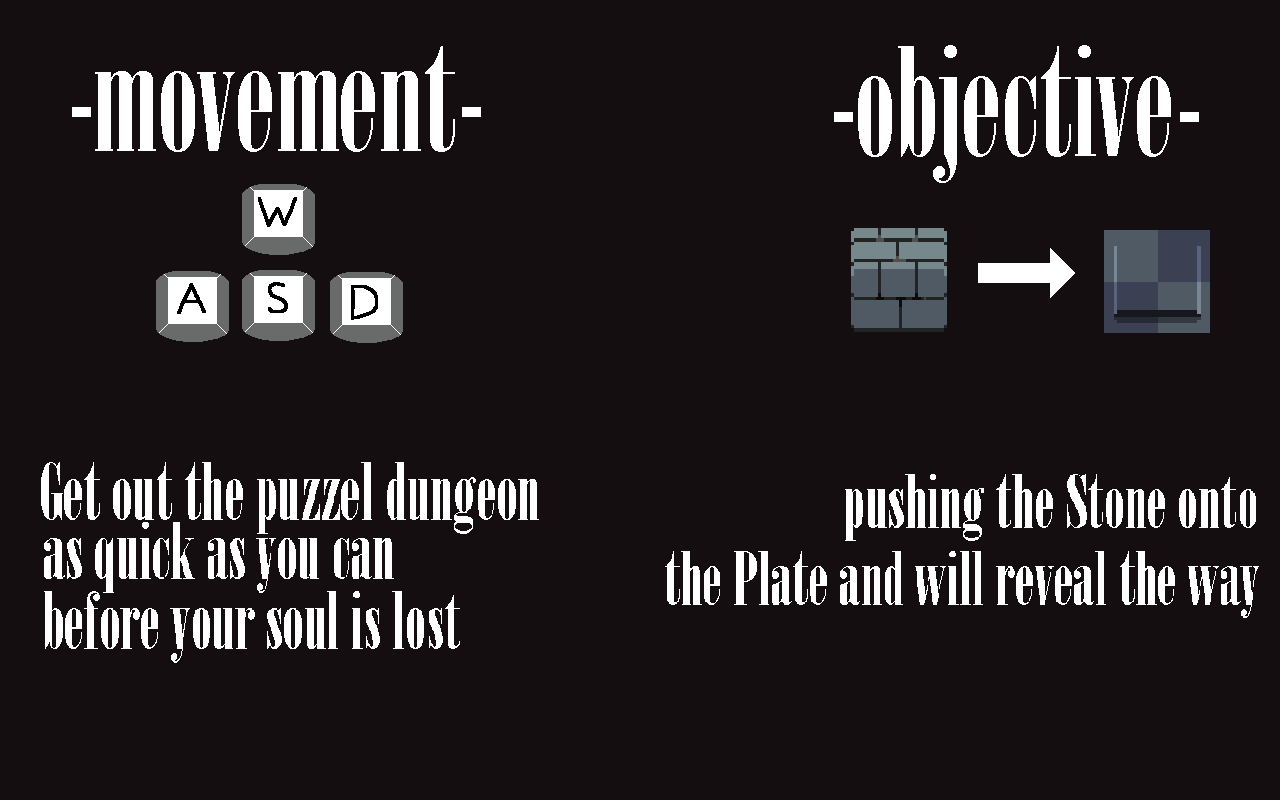 -movement-
W
A S D
Get out the puzzel dungeon
as quick as you can
before your soul is lost
-objective-
pushing the Stone onto
the Plate and will reveal the way